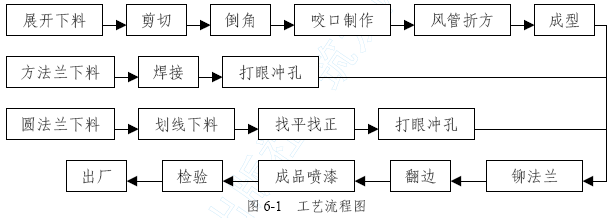 展开下料 剪切 倒角 咬口制作 风管折方 成型
方法兰下料 焊接 打眼冲孔
圆法兰下料 划线下料 找平找正 打眼冲孔
出厂 检验 成品喷漆 翻边 铆法兰
图 6-1 工艺流程图